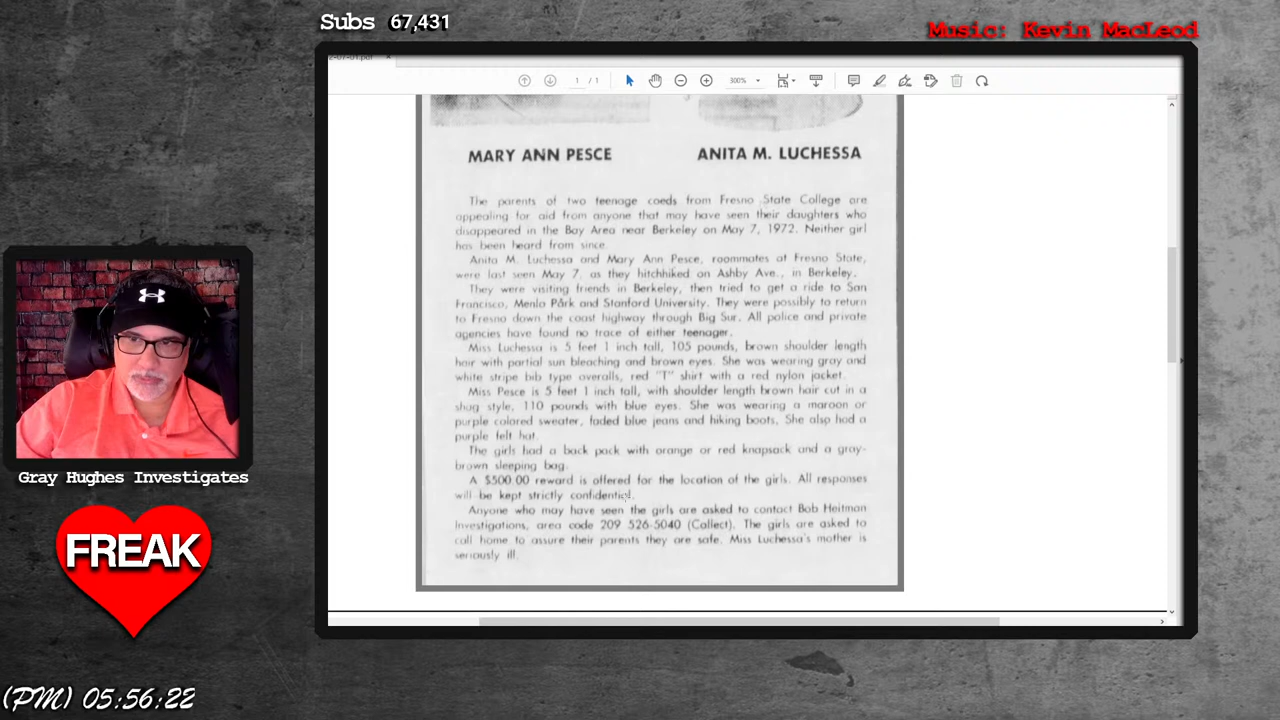 Subs 67,431
Music: Kevin MacLeod
1 / 1
300%
MARY ANN PESCE
ANITA M. LUCHESSA
The parents of two teenage coeds from Fresno State College are
appealing for aid from anyone that may have seen their daughters who
disappeared in the Bay Area near Berkeley on May 7, 1972. Neither girl
has been heard from since.
Anita M. Luchessa and Mary Ann Pesce, roommates at Fresno State,
were last seen May 7, as they hitchhiked on Ashby Ave., in Berkeley.
They were visiting friends in Berkeley, then tried to get a ride to San
Francisco, Menlo Park and Stanford University. They were possibly to return
to Fresno down the coast highway through Big Sur. All police and private
agencies have found no trace of either teenager.
Miss Luchessa is 5 feet 1 inch tall, 105 pounds, brown shoulder length
hair with partial sun bleaching and brown eyes. She was wearing gray and
white stripe bib type overalls, red "T" shirt with a red nylon jacket.
Miss Pesce is 5 feet 1 inch tall, with shoulder length brown hair cut in a
shag style, 110 pounds with blue eyes. She was wearing a maroon or
purple colored sweater, faded blue jeans and hiking boots. She also had a
purple felt hat.
The girls had a back pack with orange or red knapsack and a gray-
brown sleeping bag.
A $500.00 reward is offered for the location of the girls. All responses
will be kept strictly confidential.
Anyone who may have seen the girls are asked to contact Bob Heitman
Investigations, area code 209 526-5040 (Collect). The girls are asked to
call home to assure their parents they are safe. Miss Luchessa's mother is
seriously ill.
Gray Hughes Investigates
FREAK
(PM) 05:56:22